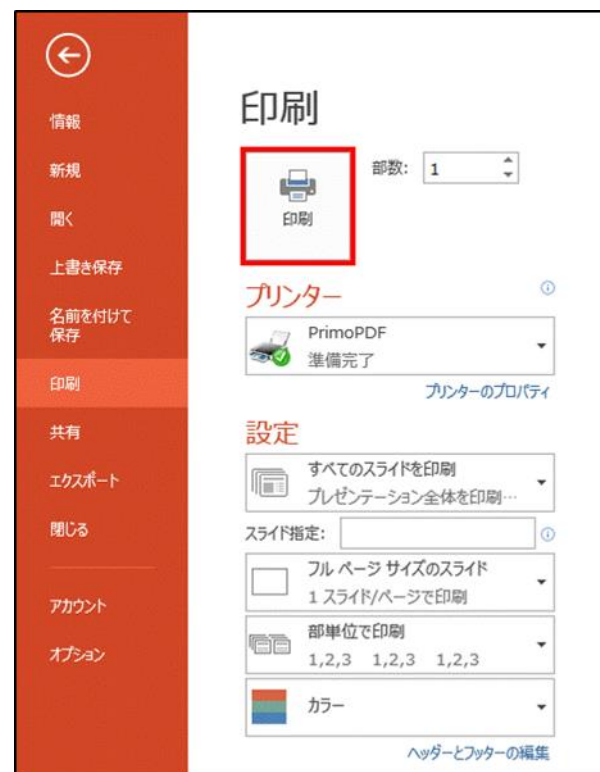 情報
新規
開く
上書き保存
名前を付けて
保存
印刷
共有
エクスポート
閉じる
アカウント
オプション
印刷
印刷
部数: 1
プリンター
PrimoPDF
準備完了
プリンターのプロパティ
設定
すべてのスライドを印刷
プレゼンテーション全体を印刷…
スライド指定:
フル ページ サイズのスライド
1 スライド/ページで印刷
部単位で印刷
1,2,3 1,2,3 1,2,3
カラー
ヘッダーとフッターの編集